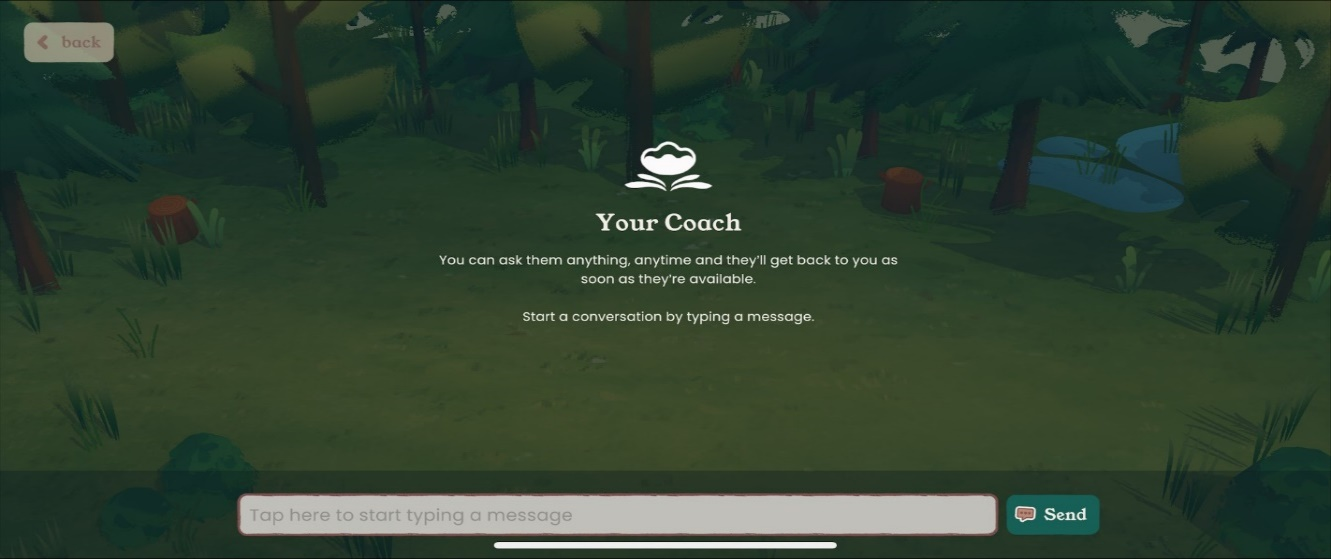 back
Your Coach
You can ask them anything, anytime and they'll get back to you as
soon as they're available.
Start a conversation by typing a message.
Tap here to start typing a message
Send